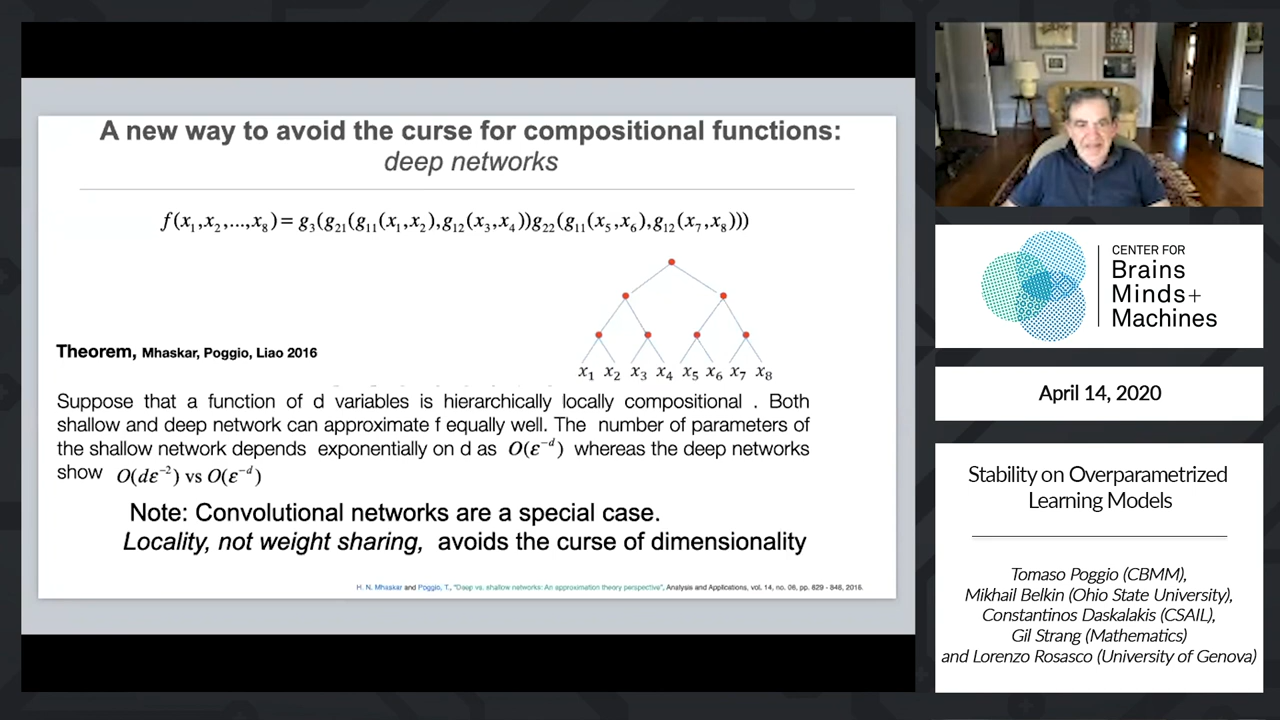 A new way to avoid the curse for compositional functions:
deep networks
f(x₁,x₂,...,x₈) = g₃(g₂₁(g₁₁(x₁,x₂),g₁₂(x₃,x₄))g₂₂(g₁₁(x₅,x₆),g₁₂(x₇,x₈)))
x₁ x₂ x₃ x₄ x₅ x₆ x₇ x₈
Theorem, Mhaskar, Poggio, Liao 2016
Suppose that a function of d variables is hierarchically locally compositional . Both
shallow and deep network can approximate f equally well. The number of parameters of
the shallow network depends exponentially on d as O(ε⁻ᵈ) whereas the deep networks
show O(dε⁻²) vs O(ε⁻ᵈ)
Note: Convolutional networks are a special case.
Locality, not weight sharing, avoids the curse of dimensionality
H. N. Mhaskar and Poggio, T., "Deep vs. shallow networks: An approximation theory perspective", Analysis and Applications, vol. 14, no. 06, pp. 829 - 848, 2016.
CENTER FOR
Brains
Minds+
Machines
April 14, 2020
Stability on Overparametrized
Learning Models
Tomaso Poggio (CBMM),
Mikhail Belkin (Ohio State University),
Constantinos Daskalakis (CSAIL),
Gil Strang (Mathematics)
and Lorenzo Rosasco (University of Genova)